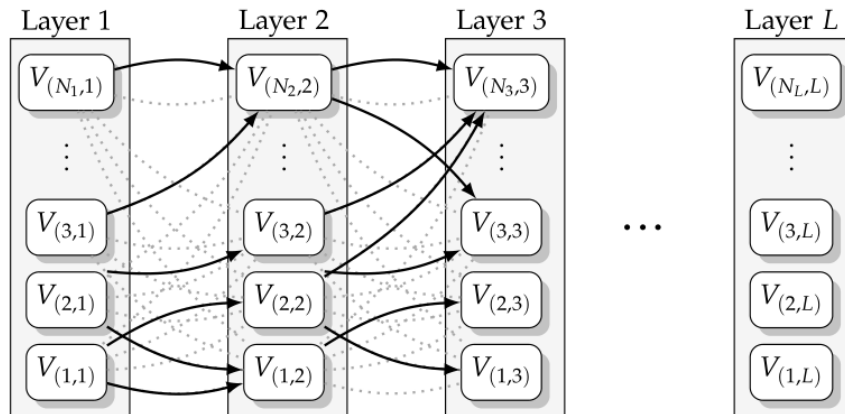 Layer 1 Layer 2 Layer 3 Layer L
V(N₁,1) V(N₂,2) V(N₃,3) V(N_L,L)
⋮ ⋮ ⋮ ⋮
V(3,1) V(3,2) V(3,3) … V(3,L)
V(2,1) V(2,2) V(2,3) V(2,L)
V(1,1) V(1,2) V(1,3) V(1,L)